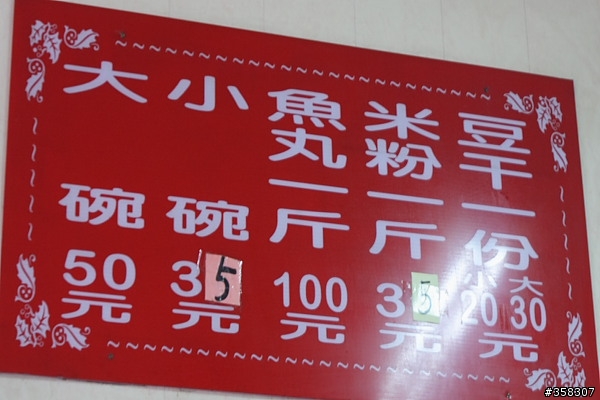 豆干一份
小20 大30元
米粉一斤
35元
魚丸一斤
100元
小碗
35元
大碗
50元
#358307